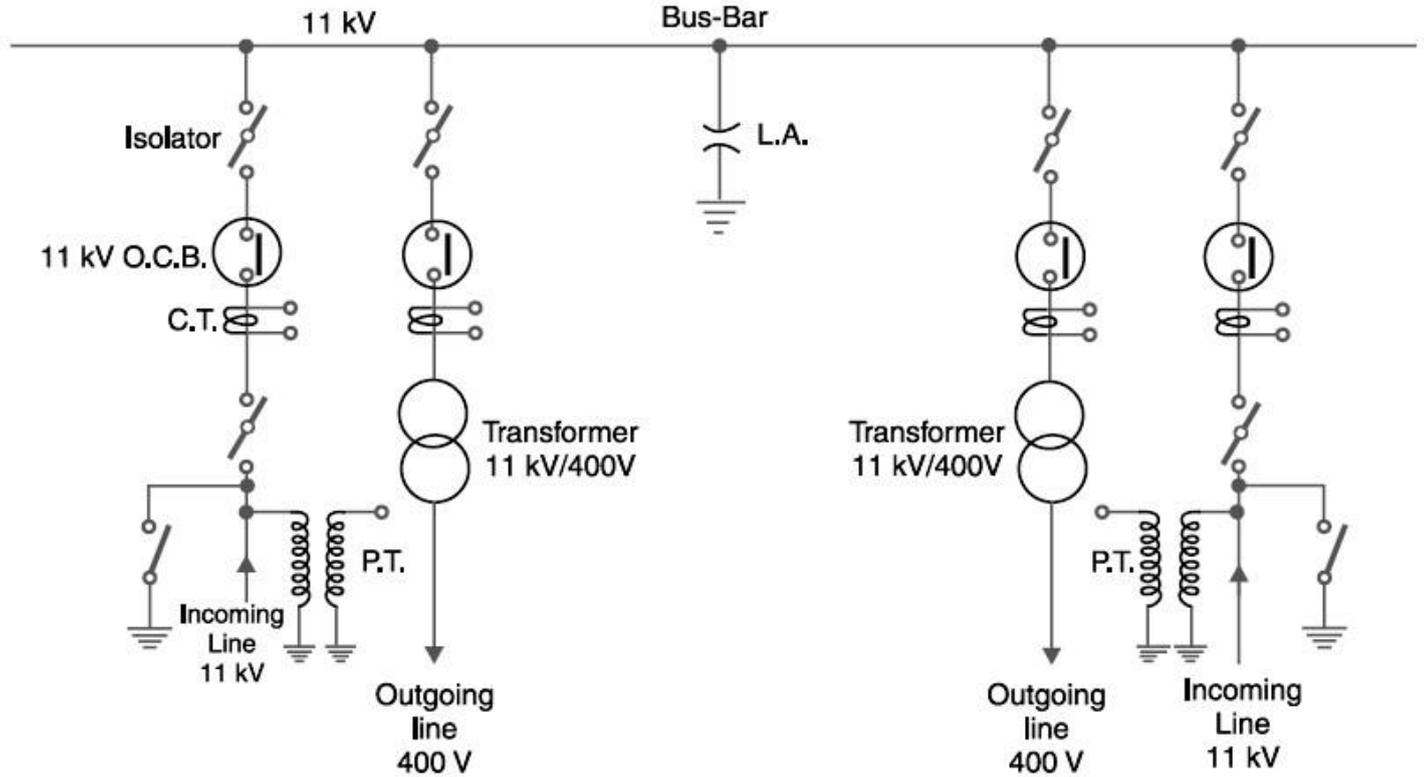 11 kV
Bus-Bar
Isolator
L.A.
11 kV O.C.B.
C.T.
Transformer
11 kV/400V
Transformer
11 kV/400V
P.T.
P.T.
Incoming
Line
11 kV
Outgoing
line
400 V
Outgoing
line
400 V
Incoming
Line
11 kV